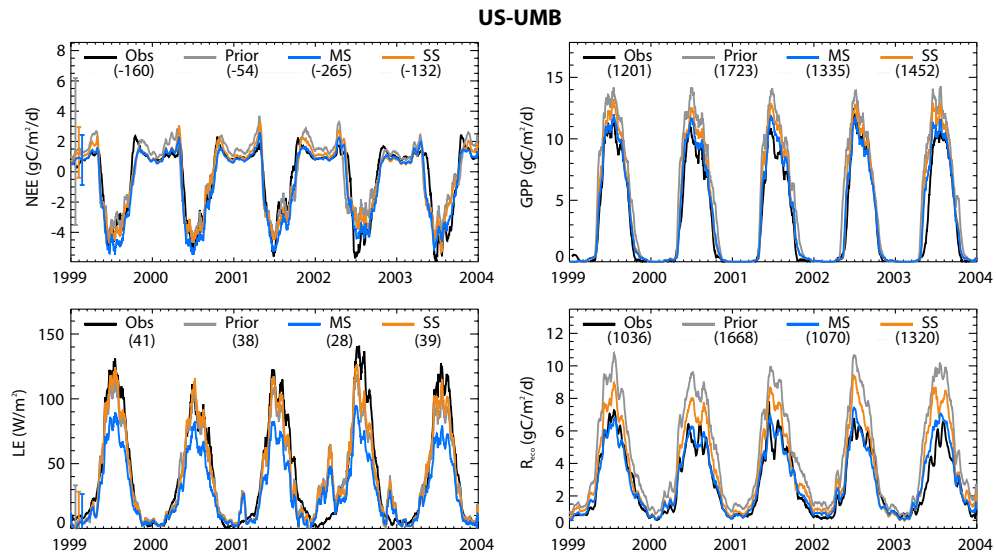 US-UMB
Obs Prior MS SS
(-160) (-54) (-265) (-132)
NEE (gC/m²/d)
8
6
4
2
0
-2
-4
1999 2000 2001 2002 2003 2004
Obs Prior MS SS
(1201) (1723) (1335) (1452)
GPP (gC/m²/d)
15
10
5
0
1999 2000 2001 2002 2003 2004
Obs Prior MS SS
(41) (38) (28) (39)
LE (W/m²)
150
100
50
0
1999 2000 2001 2002 2003 2004
Obs Prior MS SS
(1036) (1668) (1070) (1320)
Reco (gC/m²/d)
12
10
8
6
4
2
0
1999 2000 2001 2002 2003 2004